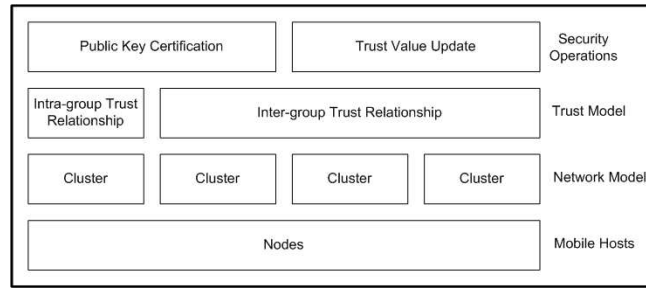 Public Key Certification
Trust Value Update
Security
Operations
Intra-group Trust
Relationship
Inter-group Trust Relationship
Trust Model
Cluster
Cluster
Cluster
Cluster
Network Model
Nodes
Mobile Hosts